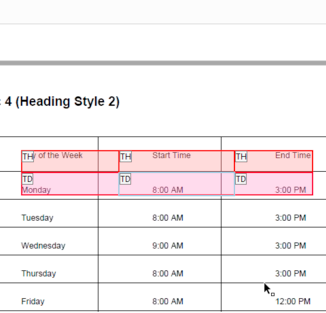 4 (Heading Style 2)
TH y of the Week TH Start Time TH End Time
TD TD TD
Monday 8:00 AM 3:00 PM
Tuesday 8:00 AM 3:00 PM
Wednesday 9:00 AM 3:00 PM
Thursday 8:00 AM 3:00 PM
Friday 8:00 AM 12:00 PM